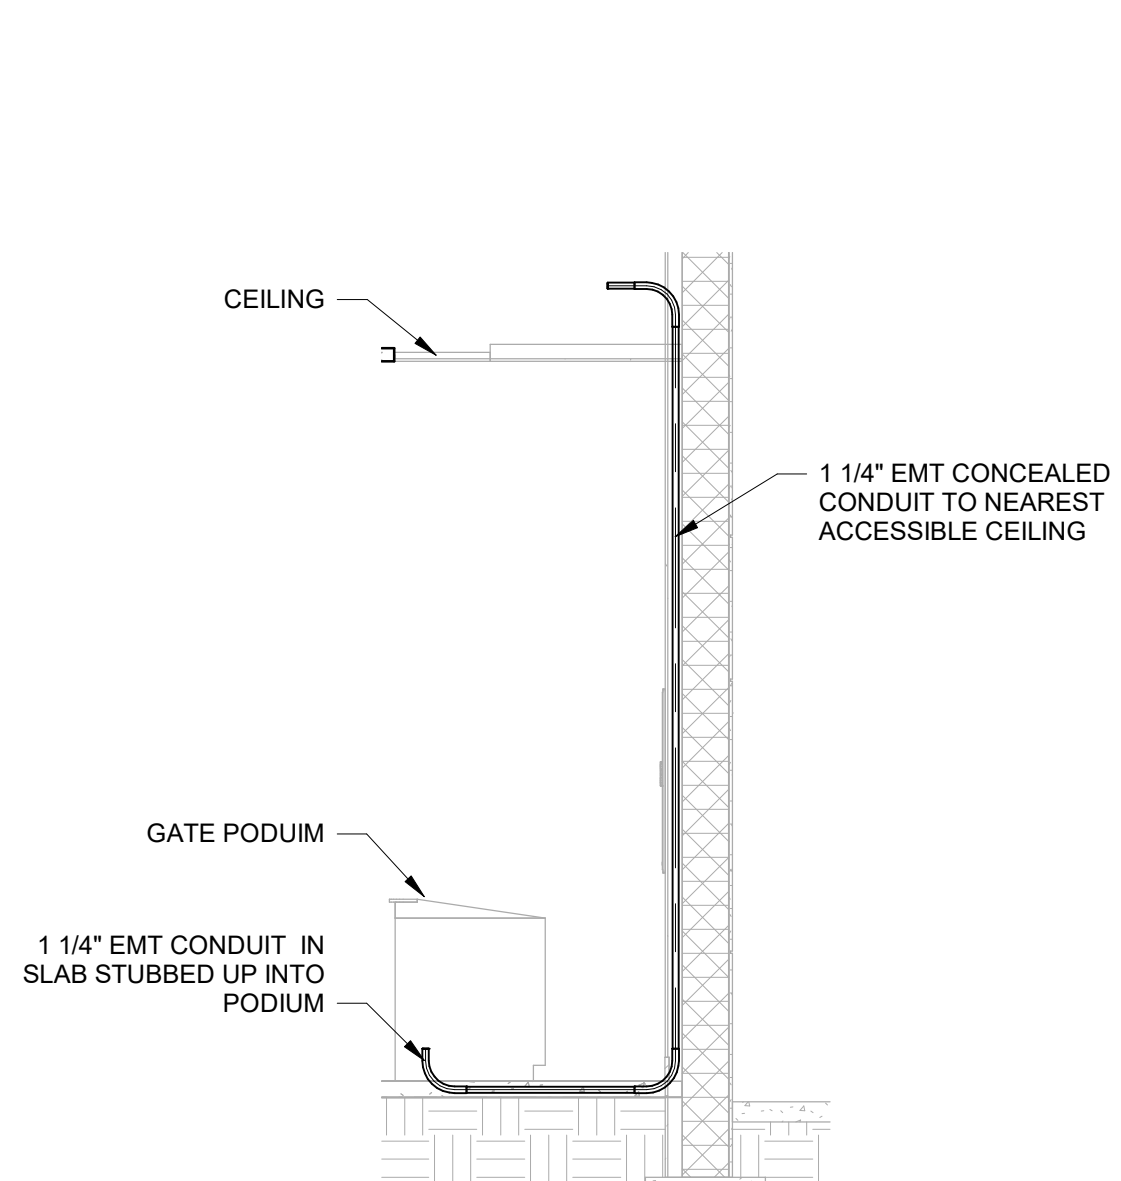 CEILING
1 1/4" EMT CONCEALED
CONDUIT TO NEAREST
ACCESSIBLE CEILING
GATE PODUIM
1 1/4" EMT CONDUIT  IN
SLAB STUBBED UP INTO
PODIUM